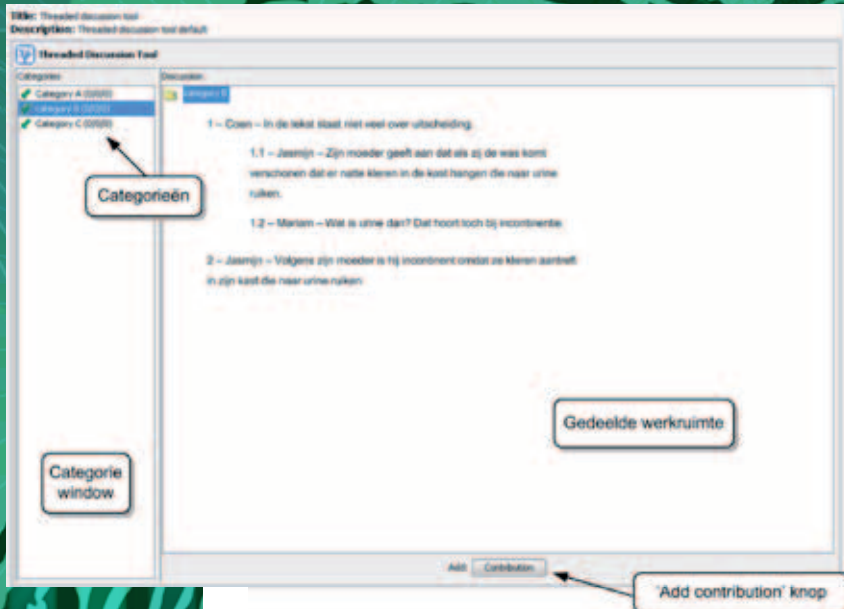 Title: Threaded discussion tool
Description: Threaded discussion tool default
Threaded Discussion Tool
Categories
Discussion
Category A (0/0/0)
Category B (0/0/0)
Category C (0/0/0)
Category B
1 – Coen – In de tekst staat niet veel over uitscheiding.
1.1 – Jasmijn – Zijn moeder geeft aan dat als zij de was komt
verschonen dat er natte kleren in de kast hangen die naar urine
ruiken.
1.2 – Mariam – Wat is urine dan? Dat hoort toch bij incontinentie.
2 – Jasmijn – Volgens zijn moeder is hij incontinent omdat ze kleren aantreft
in zijn kast die naar urine ruiken
Categorieën
Gedeelde werkruimte
Categorie
window
Add: Contribution
'Add contribution' knop